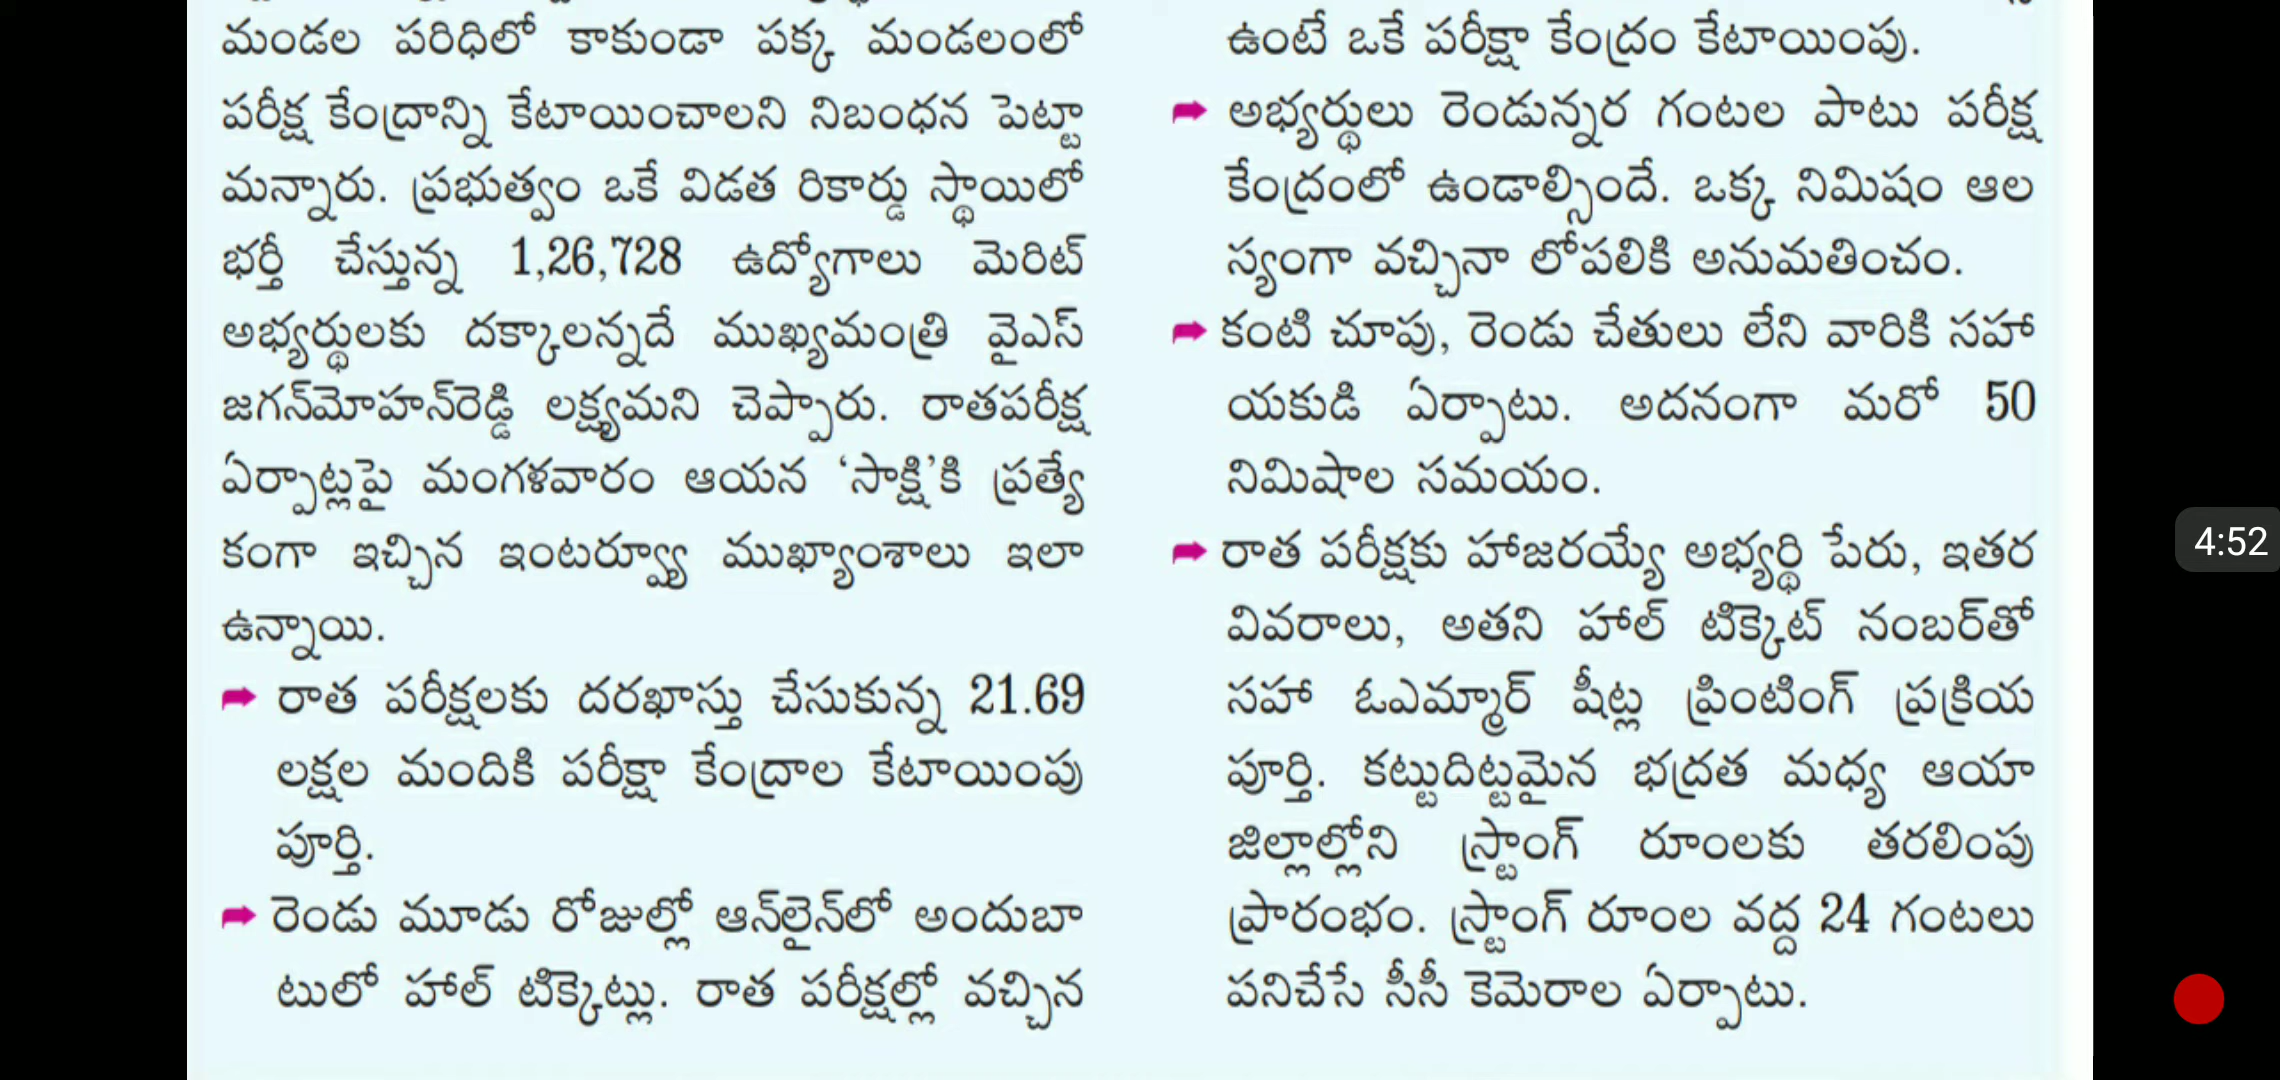 మండల పరిధిలో కాకుండా పక్క మండలంలో
పరీక్ష కేంద్రాన్ని కేటాయించాలని నిబంధన పెట్టా
మన్నారు. ప్రభుత్వం ఒకే విడత రికార్డు స్థాయిలో
భర్తీ చేస్తున్న 1,26,728 ఉద్యోగాలు మెరిట్
అభ్యర్థులకు దక్కాలన్నదే ముఖ్యమంత్రి వైఎస్
జగన్‌మోహన్‌రెడ్డి లక్ష్యమని చెప్పారు. రాతపరీక్ష
ఏర్పాట్లపై మంగళవారం ఆయన ‘సాక్షి’కి ప్రత్యే
కంగా ఇచ్చిన ఇంటర్వ్యూ ముఖ్యాంశాలు ఇలా
ఉన్నాయి.
➡ రాత పరీక్షలకు దరఖాస్తు చేసుకున్న 21.69
లక్షల మందికి పరీక్షా కేంద్రాల కేటాయింపు
పూర్తి.
➡ రెండు మూడు రోజుల్లో ఆన్‌లైన్‌లో అందుబా
టులో హాల్ టిక్కెట్లు. రాత పరీక్షల్లో వచ్చిన
ఉంటే ఒకే పరీక్షా కేంద్రం కేటాయింపు.
➡ అభ్యర్థులు రెండున్నర గంటల పాటు పరీక్ష
కేంద్రంలో ఉండాల్సిందే. ఒక్క నిమిషం ఆల
స్యంగా వచ్చినా లోపలికి అనుమతించం.
➡ కంటి చూపు, రెండు చేతులు లేని వారికి సహా
యకుడి ఏర్పాటు. అదనంగా మరో 50
నిమిషాల సమయం.
➡ రాత పరీక్షకు హాజరయ్యే అభ్యర్థి పేరు, ఇతర
వివరాలు, అతని హాల్ టిక్కెట్ నంబర్‌తో
సహా ఓఎమ్మార్ షీట్ల ప్రింటింగ్ ప్రక్రియ
పూర్తి. కట్టుదిట్టమైన భద్రత మధ్య ఆయా
జిల్లాల్లోని స్ట్రాంగ్ రూంలకు తరలింపు
ప్రారంభం. స్ట్రాంగ్ రూంల వద్ద 24 గంటలు
పనిచేసే సీసీ కెమెరాల ఏర్పాటు.
4:52